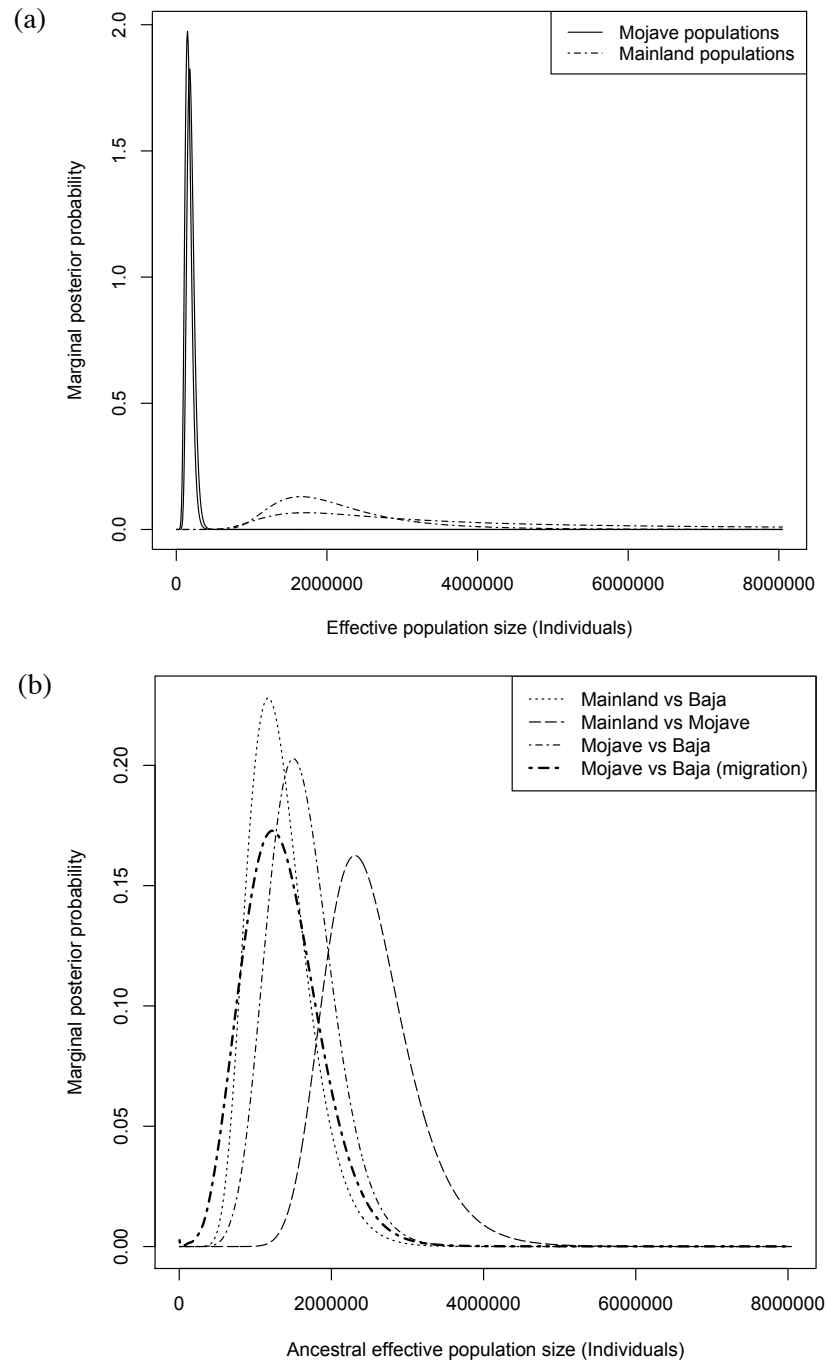 (a)
Mojave populations
Mainland populations
2.0
1.5
1.0
0.5
0.0
Marginal posterior probability
0 2000000 4000000 6000000 8000000
Effective population size (Individuals)
(b)
Mainland vs Baja
Mainland vs Mojave
Mojave vs Baja
Mojave vs Baja (migration)
0.20
0.15
0.10
0.05
0.00
Marginal posterior probability
0 2000000 4000000 6000000 8000000
Ancestral effective population size (Individuals)